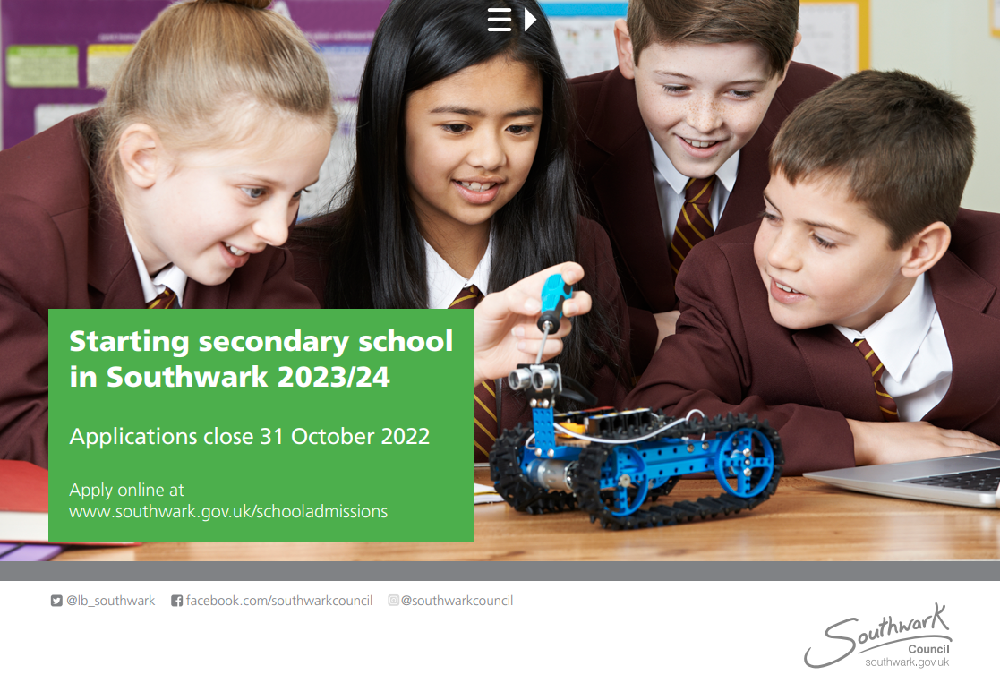 Starting secondary school
in Southwark 2023/24
Applications close 31 October 2022
Apply online at
www.southwark.gov.uk/schooladmissions
@lb_southwark facebook.com/southwarkcouncil @southwarkcouncil
Southwark
Council
southwark.gov.uk